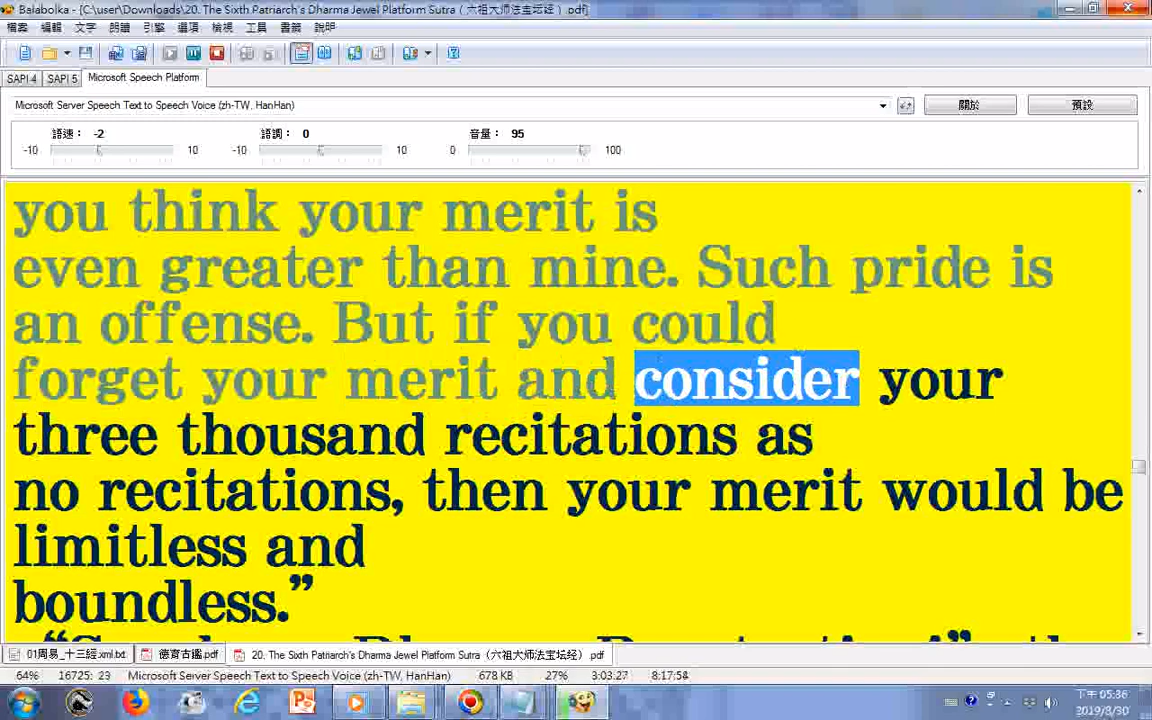 Balabolka - [C:\user\Downloads\20. The Sixth Patriarch's Dharma Jewel Platform Sutra（六祖大师法宝坛经）.pdf]
檔案 編輯 文字 朗讀 引擎 選項 檢視 工具 書籤 說明
SAPI 4 SAPI 5 Microsoft Speech Platform
Microsoft Server Speech Text to Speech Voice (zh-TW, HanHan) 關於 預設
語速： -2 語調： 0 音量： 95
-10 10 -10 10 0 100
you think your merit is
even greater than mine. Such pride is
an offense. But if you could
forget your merit and consider your
three thousand recitations as
no recitations, then your merit would be
limitless and
boundless.”
01周易_十三經.xml.txt 德育古鑑.pdf 20. The Sixth Patriarch's Dharma Jewel Platform Sutra（六祖大师法宝坛经）.pdf
64% 16725: 23 Microsoft Server Speech Text to Speech Voice (zh-TW, HanHan) 678 KB 27% 3:03:27 8:17:58
下午 05:36
2019/8/30